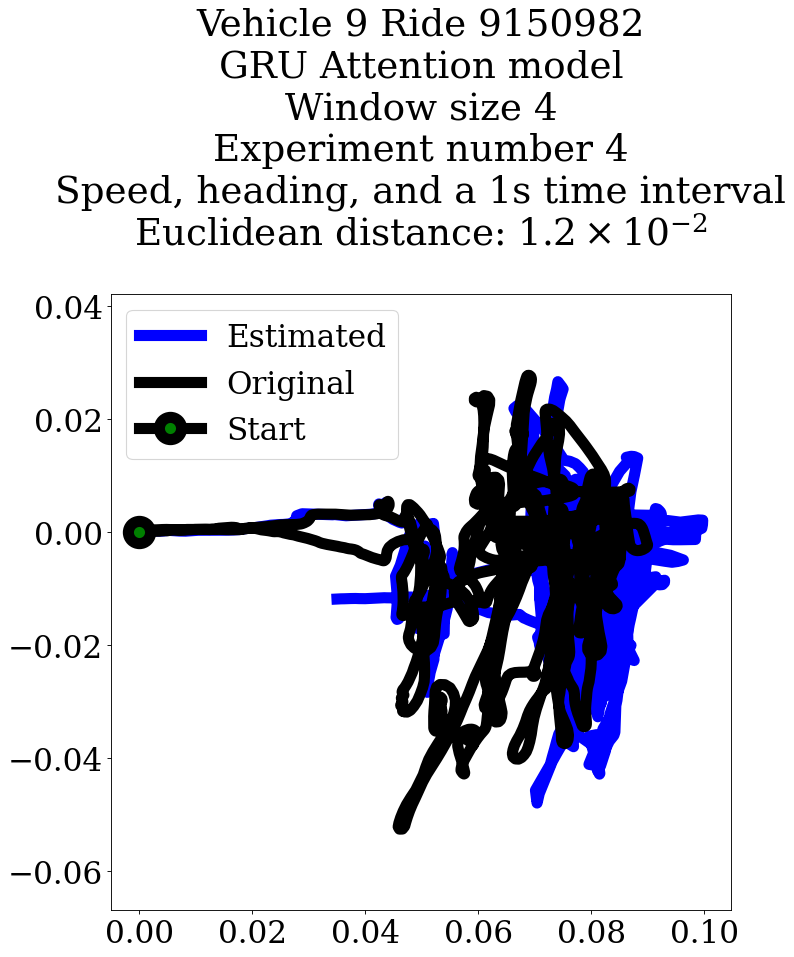 Vehicle 9 Ride 9150982
GRU Attention model
Window size 4
Experiment number 4
Speed, heading, and a 1s time interval
Euclidean distance: 1.2 × 10⁻²
0.04
0.02
0.00
−0.02
−0.04
−0.06
Estimated
Original
Start
0.00 0.02 0.04 0.06 0.08 0.10